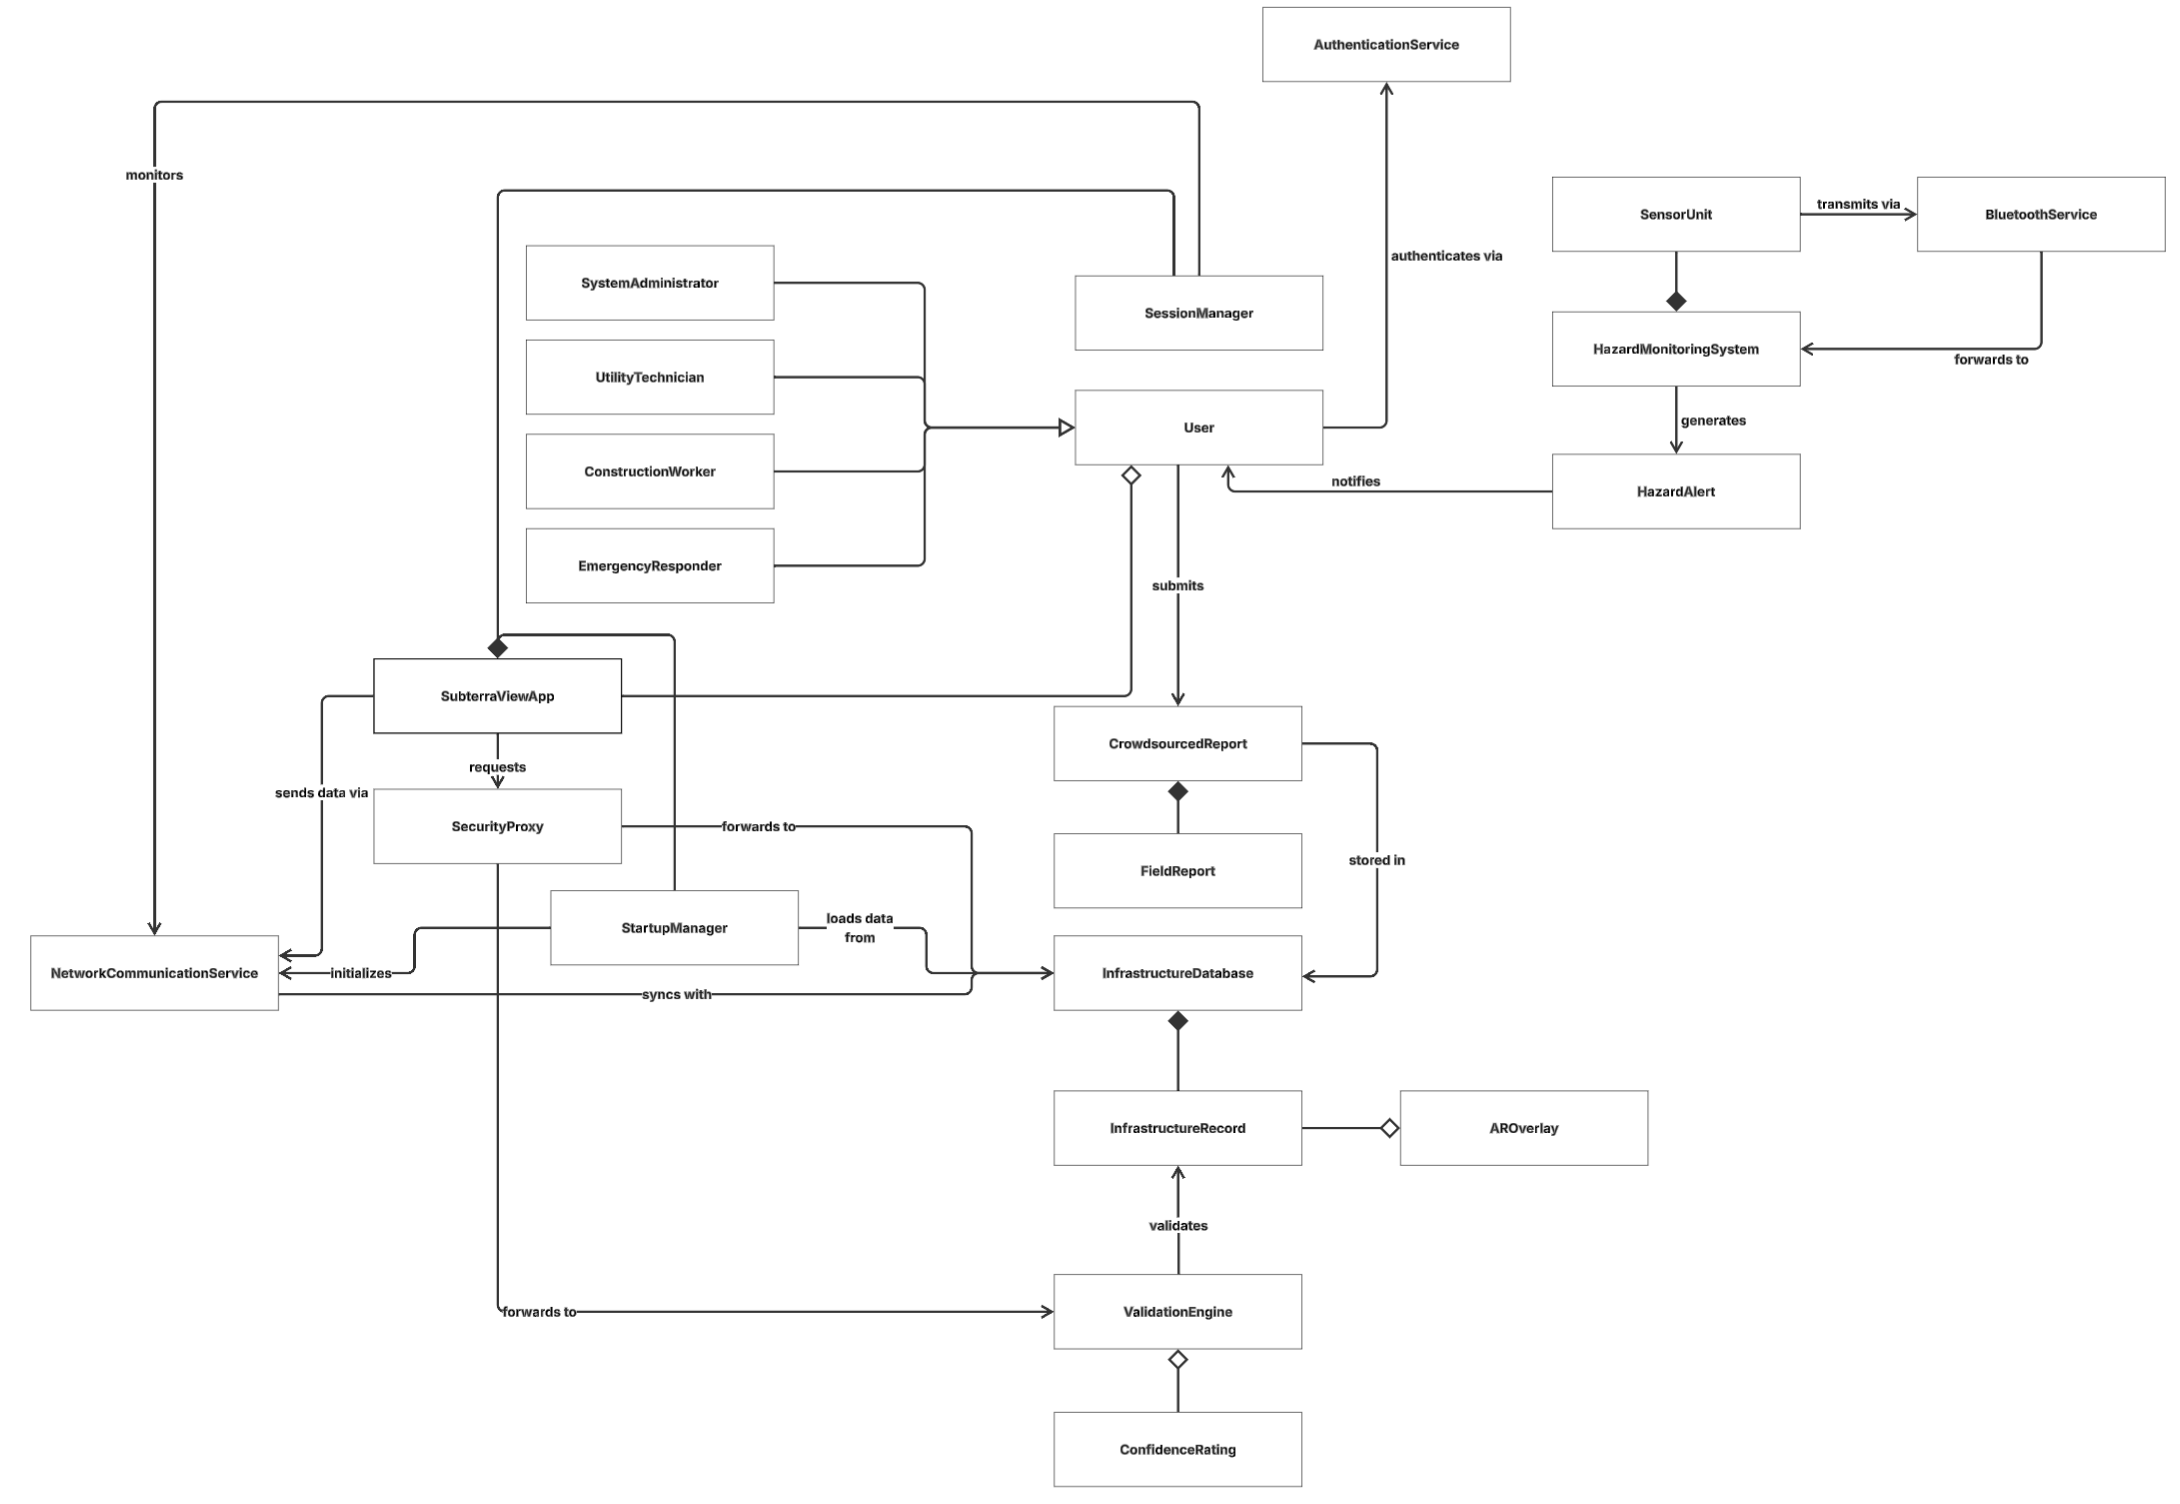 AuthenticationService
monitors
SensorUnit
transmits via
BluetoothService
authenticates via
SystemAdministrator
SessionManager
HazardMonitoringSystem
forwards to
UtilityTechnician
User
generates
ConstructionWorker
notifies
HazardAlert
EmergencyResponder
submits
SubterraViewApp
CrowdsourcedReport
requests
sends data via
SecurityProxy
forwards to
stored in
FieldReport
StartupManager
loads data
from
NetworkCommunicationService
initializes
InfrastructureDatabase
syncs with
InfrastructureRecord
AROverlay
validates
forwards to
ValidationEngine
ConfidenceRating